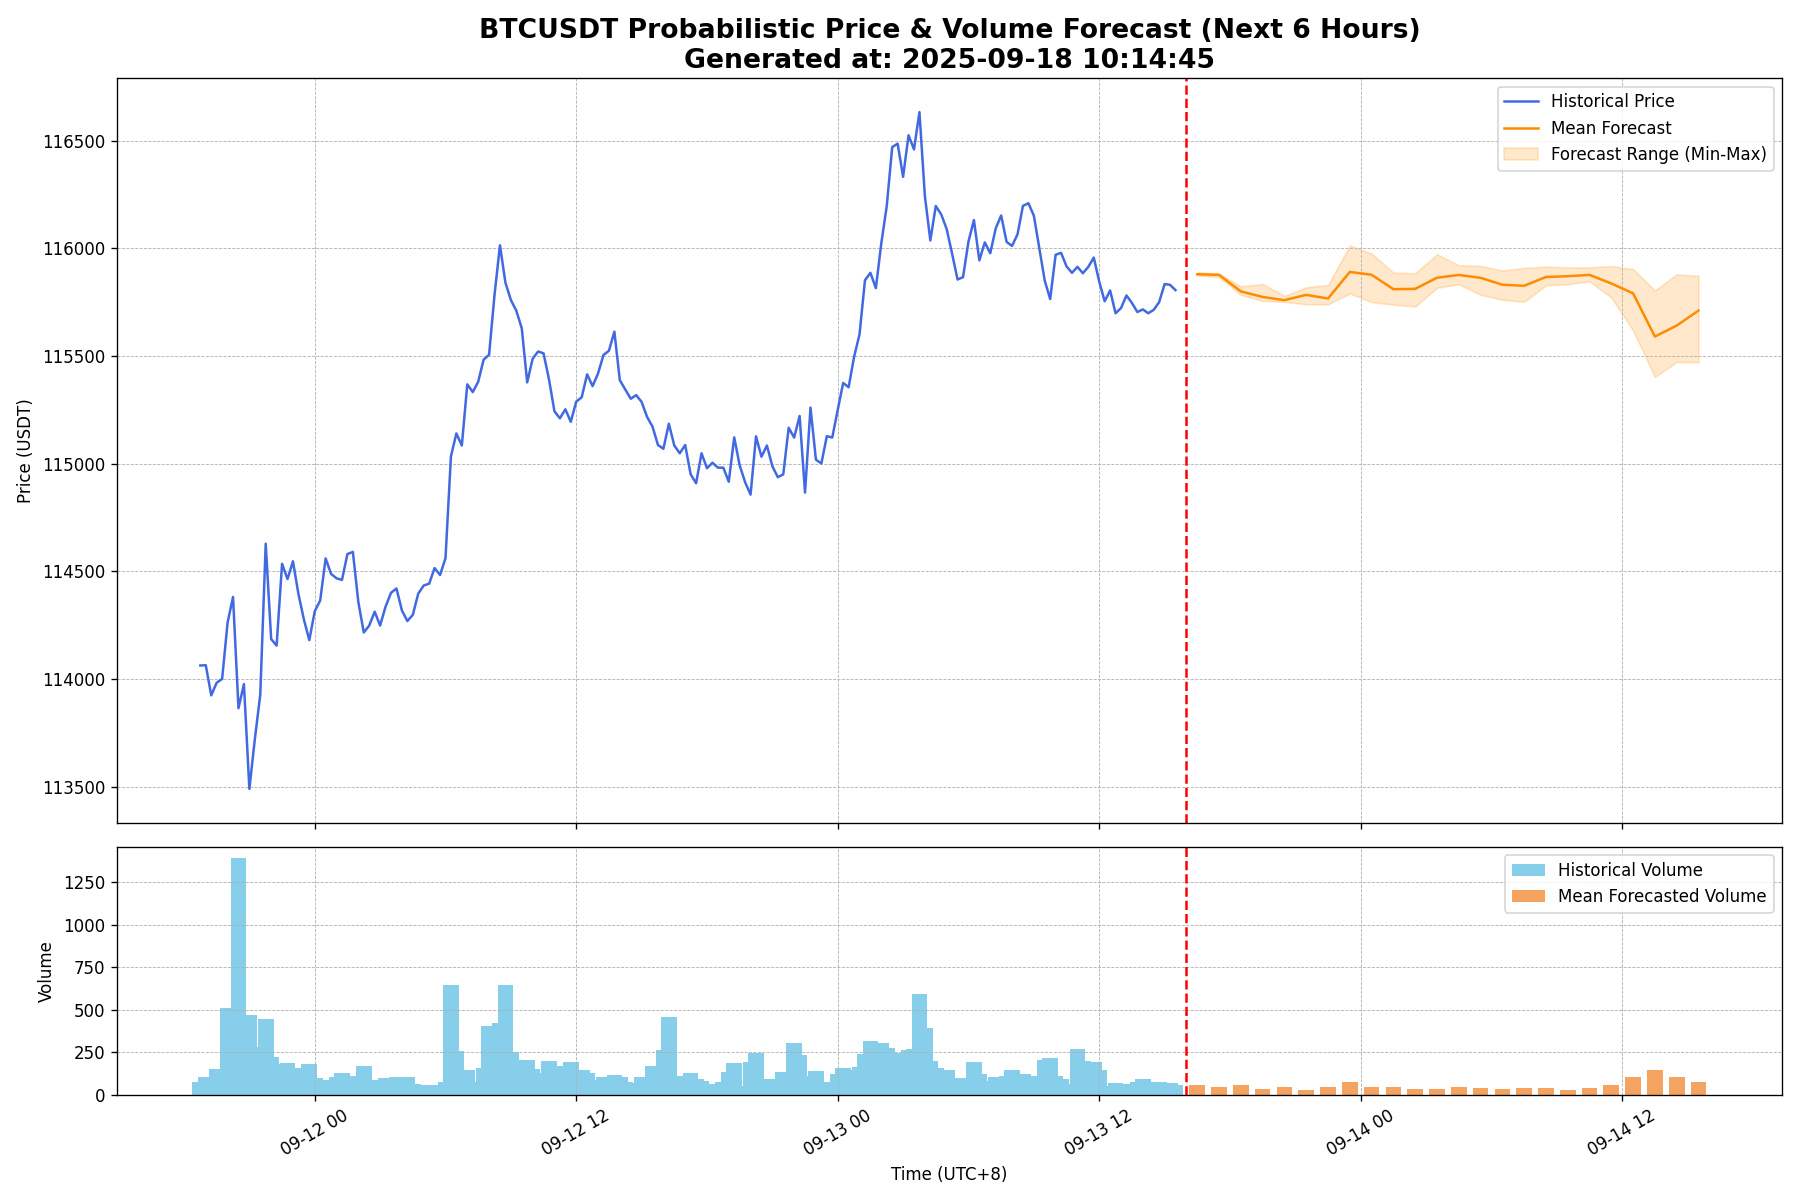 BTCUSDT Probabilistic Price & Volume Forecast (Next 6 Hours)
Generated at: 2025-09-18 10:14:45
Historical Price
Mean Forecast
Forecast Range (Min-Max)
116500
116000
115500
115000
114500
114000
113500
Price (USDT)
Historical Volume
Mean Forecasted Volume
1250
1000
750
500
250
0
Volume
09-12 00
09-12 12
09-13 00
09-13 12
09-14 00
09-14 12
Time (UTC+8)